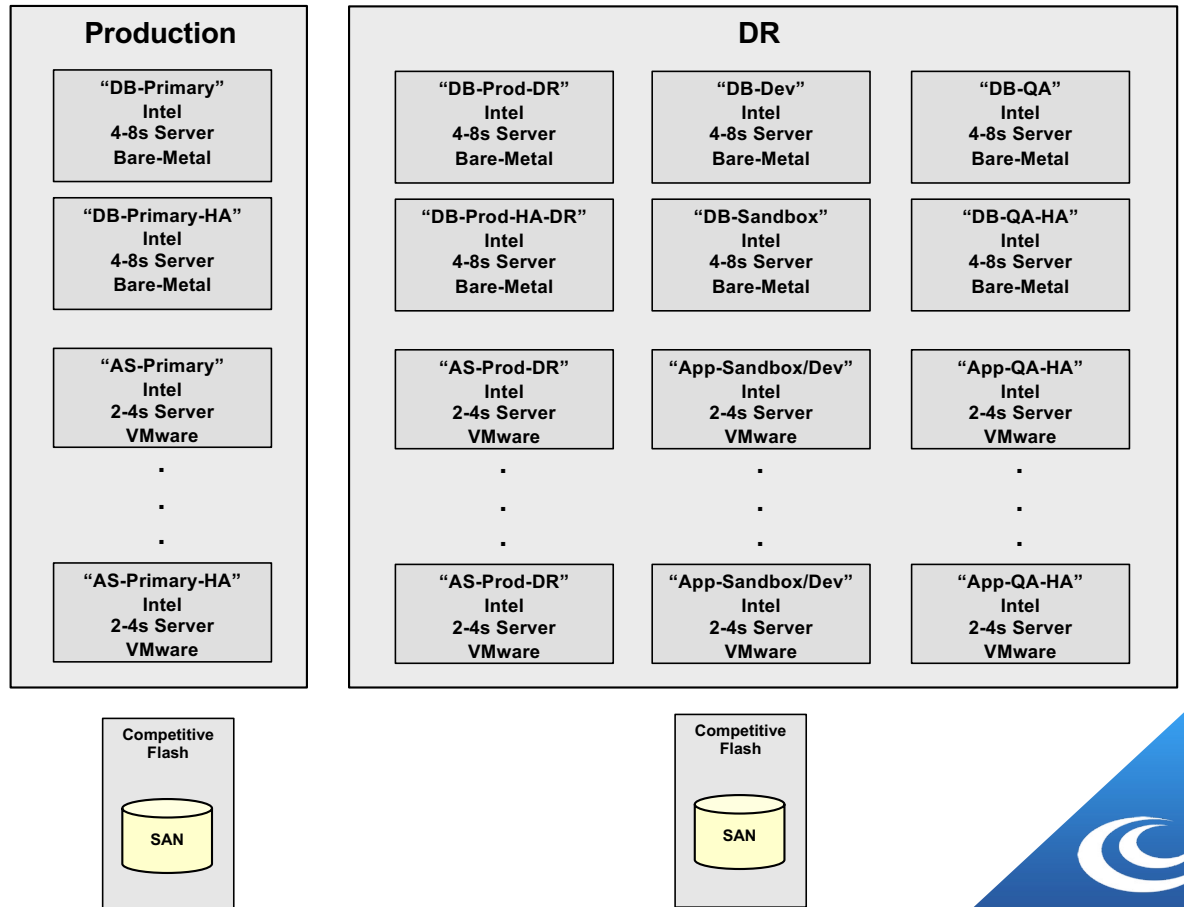 Production
“DB-Primary”
Intel
4-8s Server
Bare-Metal
“DB-Primary-HA”
Intel
4-8s Server
Bare-Metal
“AS-Primary”
Intel
2-4s Server
VMware
.
.
.
“AS-Primary-HA”
Intel
2-4s Server
VMware
DR
“DB-Prod-DR”
Intel
4-8s Server
Bare-Metal
“DB-Dev”
Intel
4-8s Server
Bare-Metal
“DB-QA”
Intel
4-8s Server
Bare-Metal
“DB-Prod-HA-DR”
Intel
4-8s Server
Bare-Metal
“DB-Sandbox”
Intel
4-8s Server
Bare-Metal
“DB-QA-HA”
Intel
4-8s Server
Bare-Metal
“AS-Prod-DR”
Intel
2-4s Server
VMware
.
.
.
“App-Sandbox/Dev”
Intel
2-4s Server
VMware
.
.
.
“App-QA-HA”
Intel
2-4s Server
VMware
.
.
.
“AS-Prod-DR”
Intel
2-4s Server
VMware
“App-Sandbox/Dev”
Intel
2-4s Server
VMware
“App-QA-HA”
Intel
2-4s Server
VMware
Competitive
Flash
SAN
Competitive
Flash
SAN